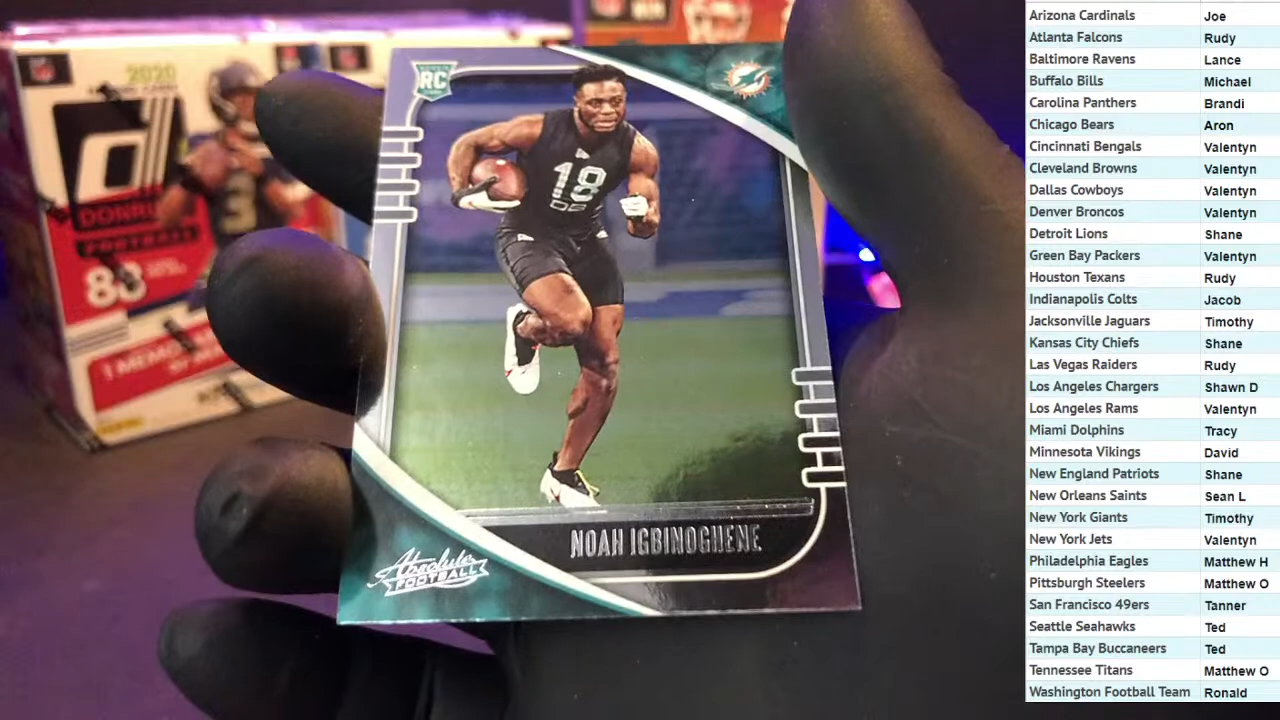 2020
DONRUSS
FOOTBALL
88
RC
18
DB
NOAH IGBINOGHENE
Absolute
FOOTBALL
Arizona Cardinals Joe
Atlanta Falcons Rudy
Baltimore Ravens Lance
Buffalo Bills Michael
Carolina Panthers Brandi
Chicago Bears Aron
Cincinnati Bengals Valentyn
Cleveland Browns Valentyn
Dallas Cowboys Valentyn
Denver Broncos Valentyn
Detroit Lions Shane
Green Bay Packers Valentyn
Houston Texans Rudy
Indianapolis Colts Jacob
Jacksonville Jaguars Timothy
Kansas City Chiefs Shane
Las Vegas Raiders Rudy
Los Angeles Chargers Shawn D
Los Angeles Rams Valentyn
Miami Dolphins Tracy
Minnesota Vikings David
New England Patriots Shane
New Orleans Saints Sean L
New York Giants Timothy
New York Jets Valentyn
Philadelphia Eagles Matthew H
Pittsburgh Steelers Matthew O
San Francisco 49ers Tanner
Seattle Seahawks Ted
Tampa Bay Buccaneers Ted
Tennessee Titans Matthew O
Washington Football Team Ronald